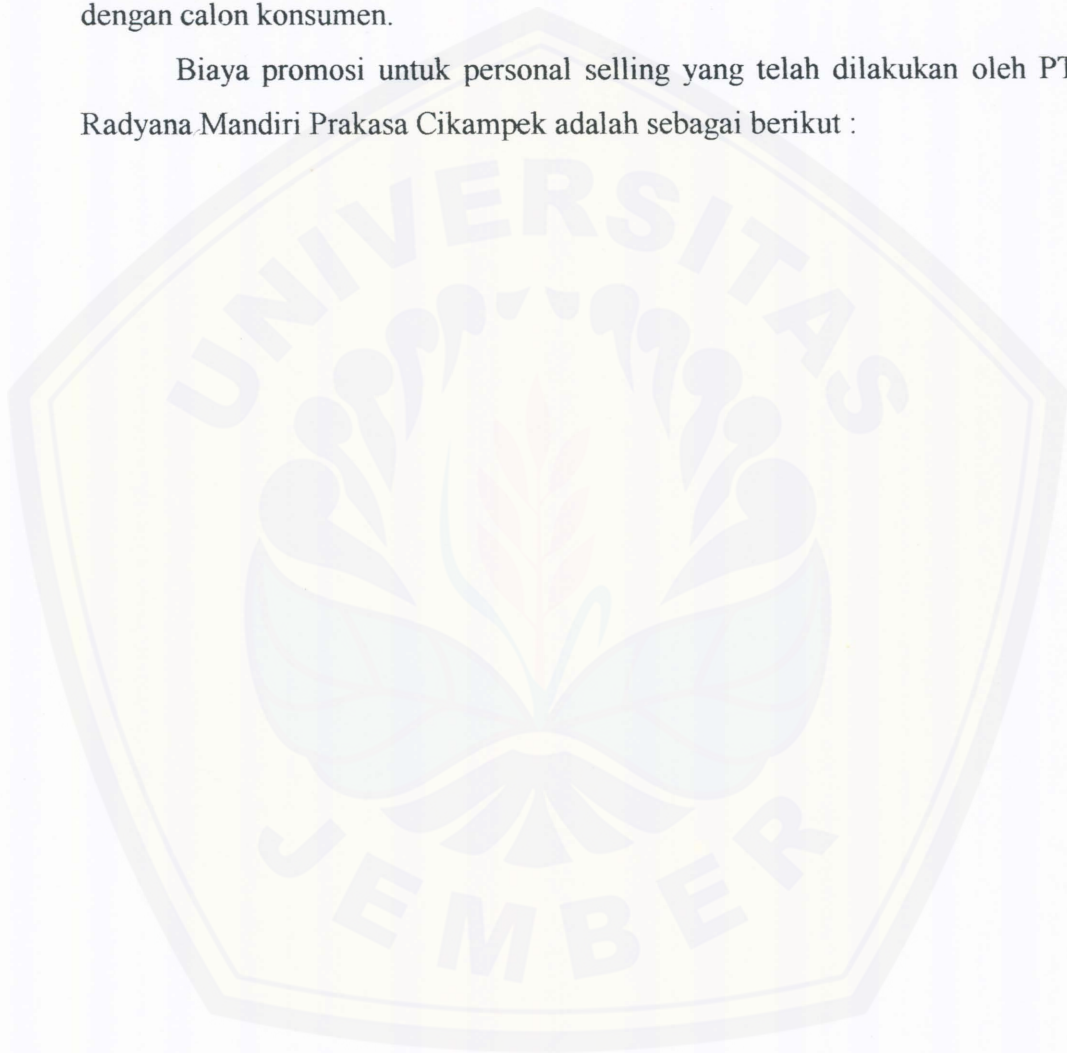 dengan calon konsumen.
Biaya promosi untuk personal selling yang telah dilakukan oleh PT
Radyana Mandiri Prakasa Cikampek adalah sebagai berikut :
UNIVERSITAS
JEMBER